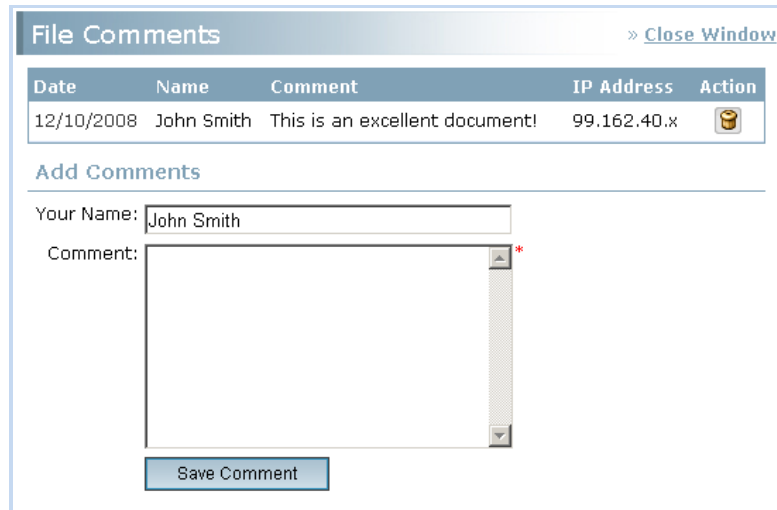 File Comments » Close Window
Date Name Comment IP Address Action
12/10/2008 John Smith This is an excellent document! 99.162.40.x
Add Comments
Your Name: John Smith
Comment: *
Save Comment